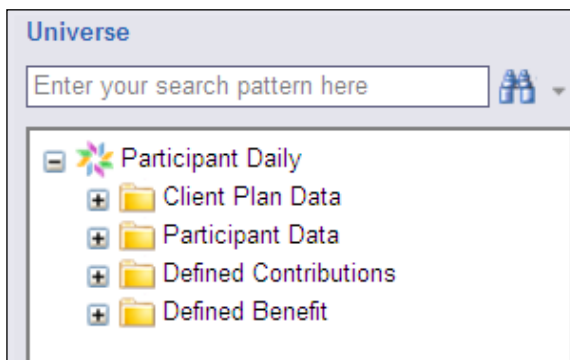 Universe
Enter your search pattern here
Participant Daily
Client Plan Data
Participant Data
Defined Contributions
Defined Benefit